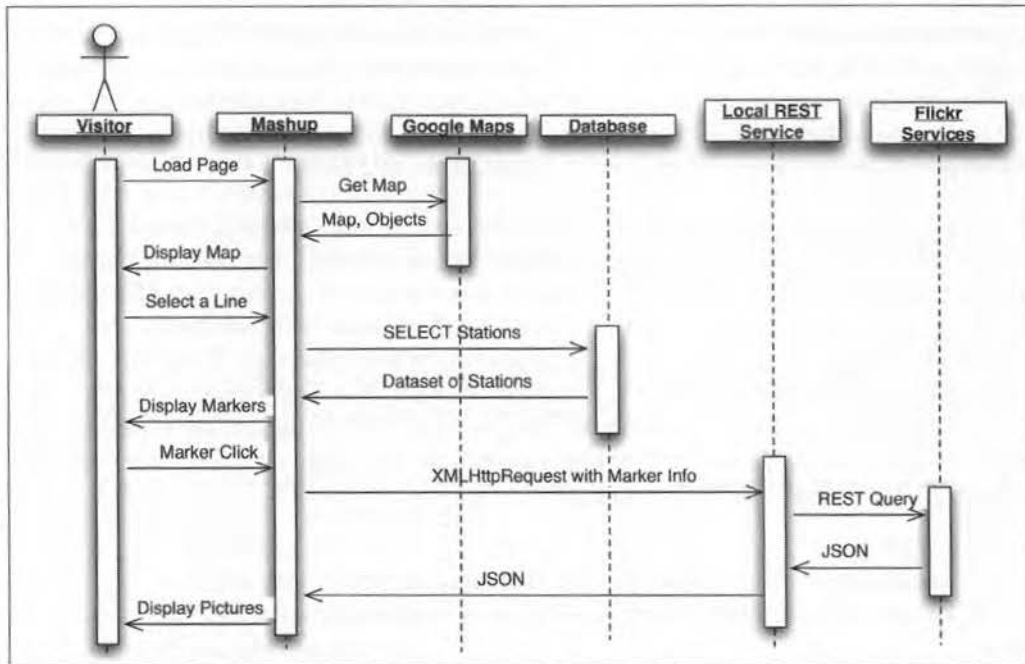 Visitor
Mashup
Google Maps
Database
Local REST
Service
Flickr
Services
Load Page
Get Map
Map, Objects
Display Map
Select a Line
SELECT Stations
Dataset of Stations
Display Markers
Marker Click
XMLHttpRequest with Marker Info
REST Query
JSON
JSON
Display Pictures